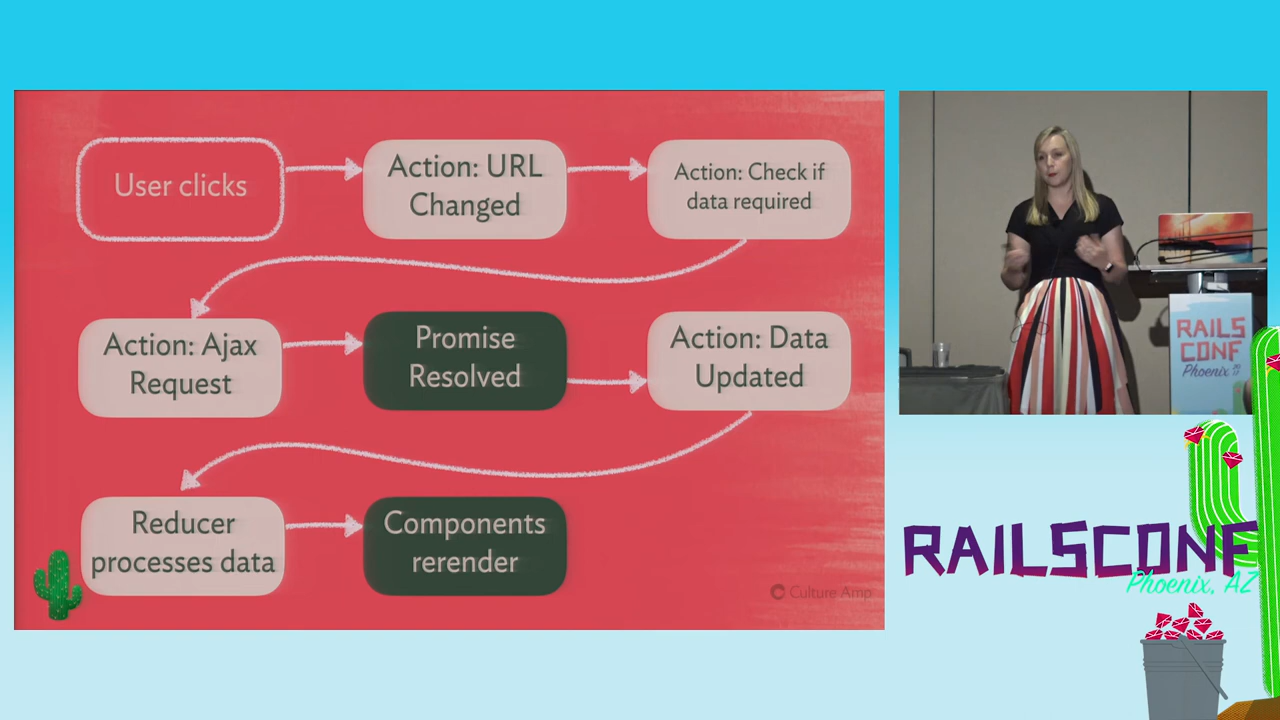 User clicks
Action: URL
Changed
Action: Check if
data required
Action: Ajax
Request
Promise
Resolved
Action: Data
Updated
Reducer
processes data
Components
rerender
Culture Amp
RAILS
CONF
Phoenix
RAILSCONF
Phoenix, AZ